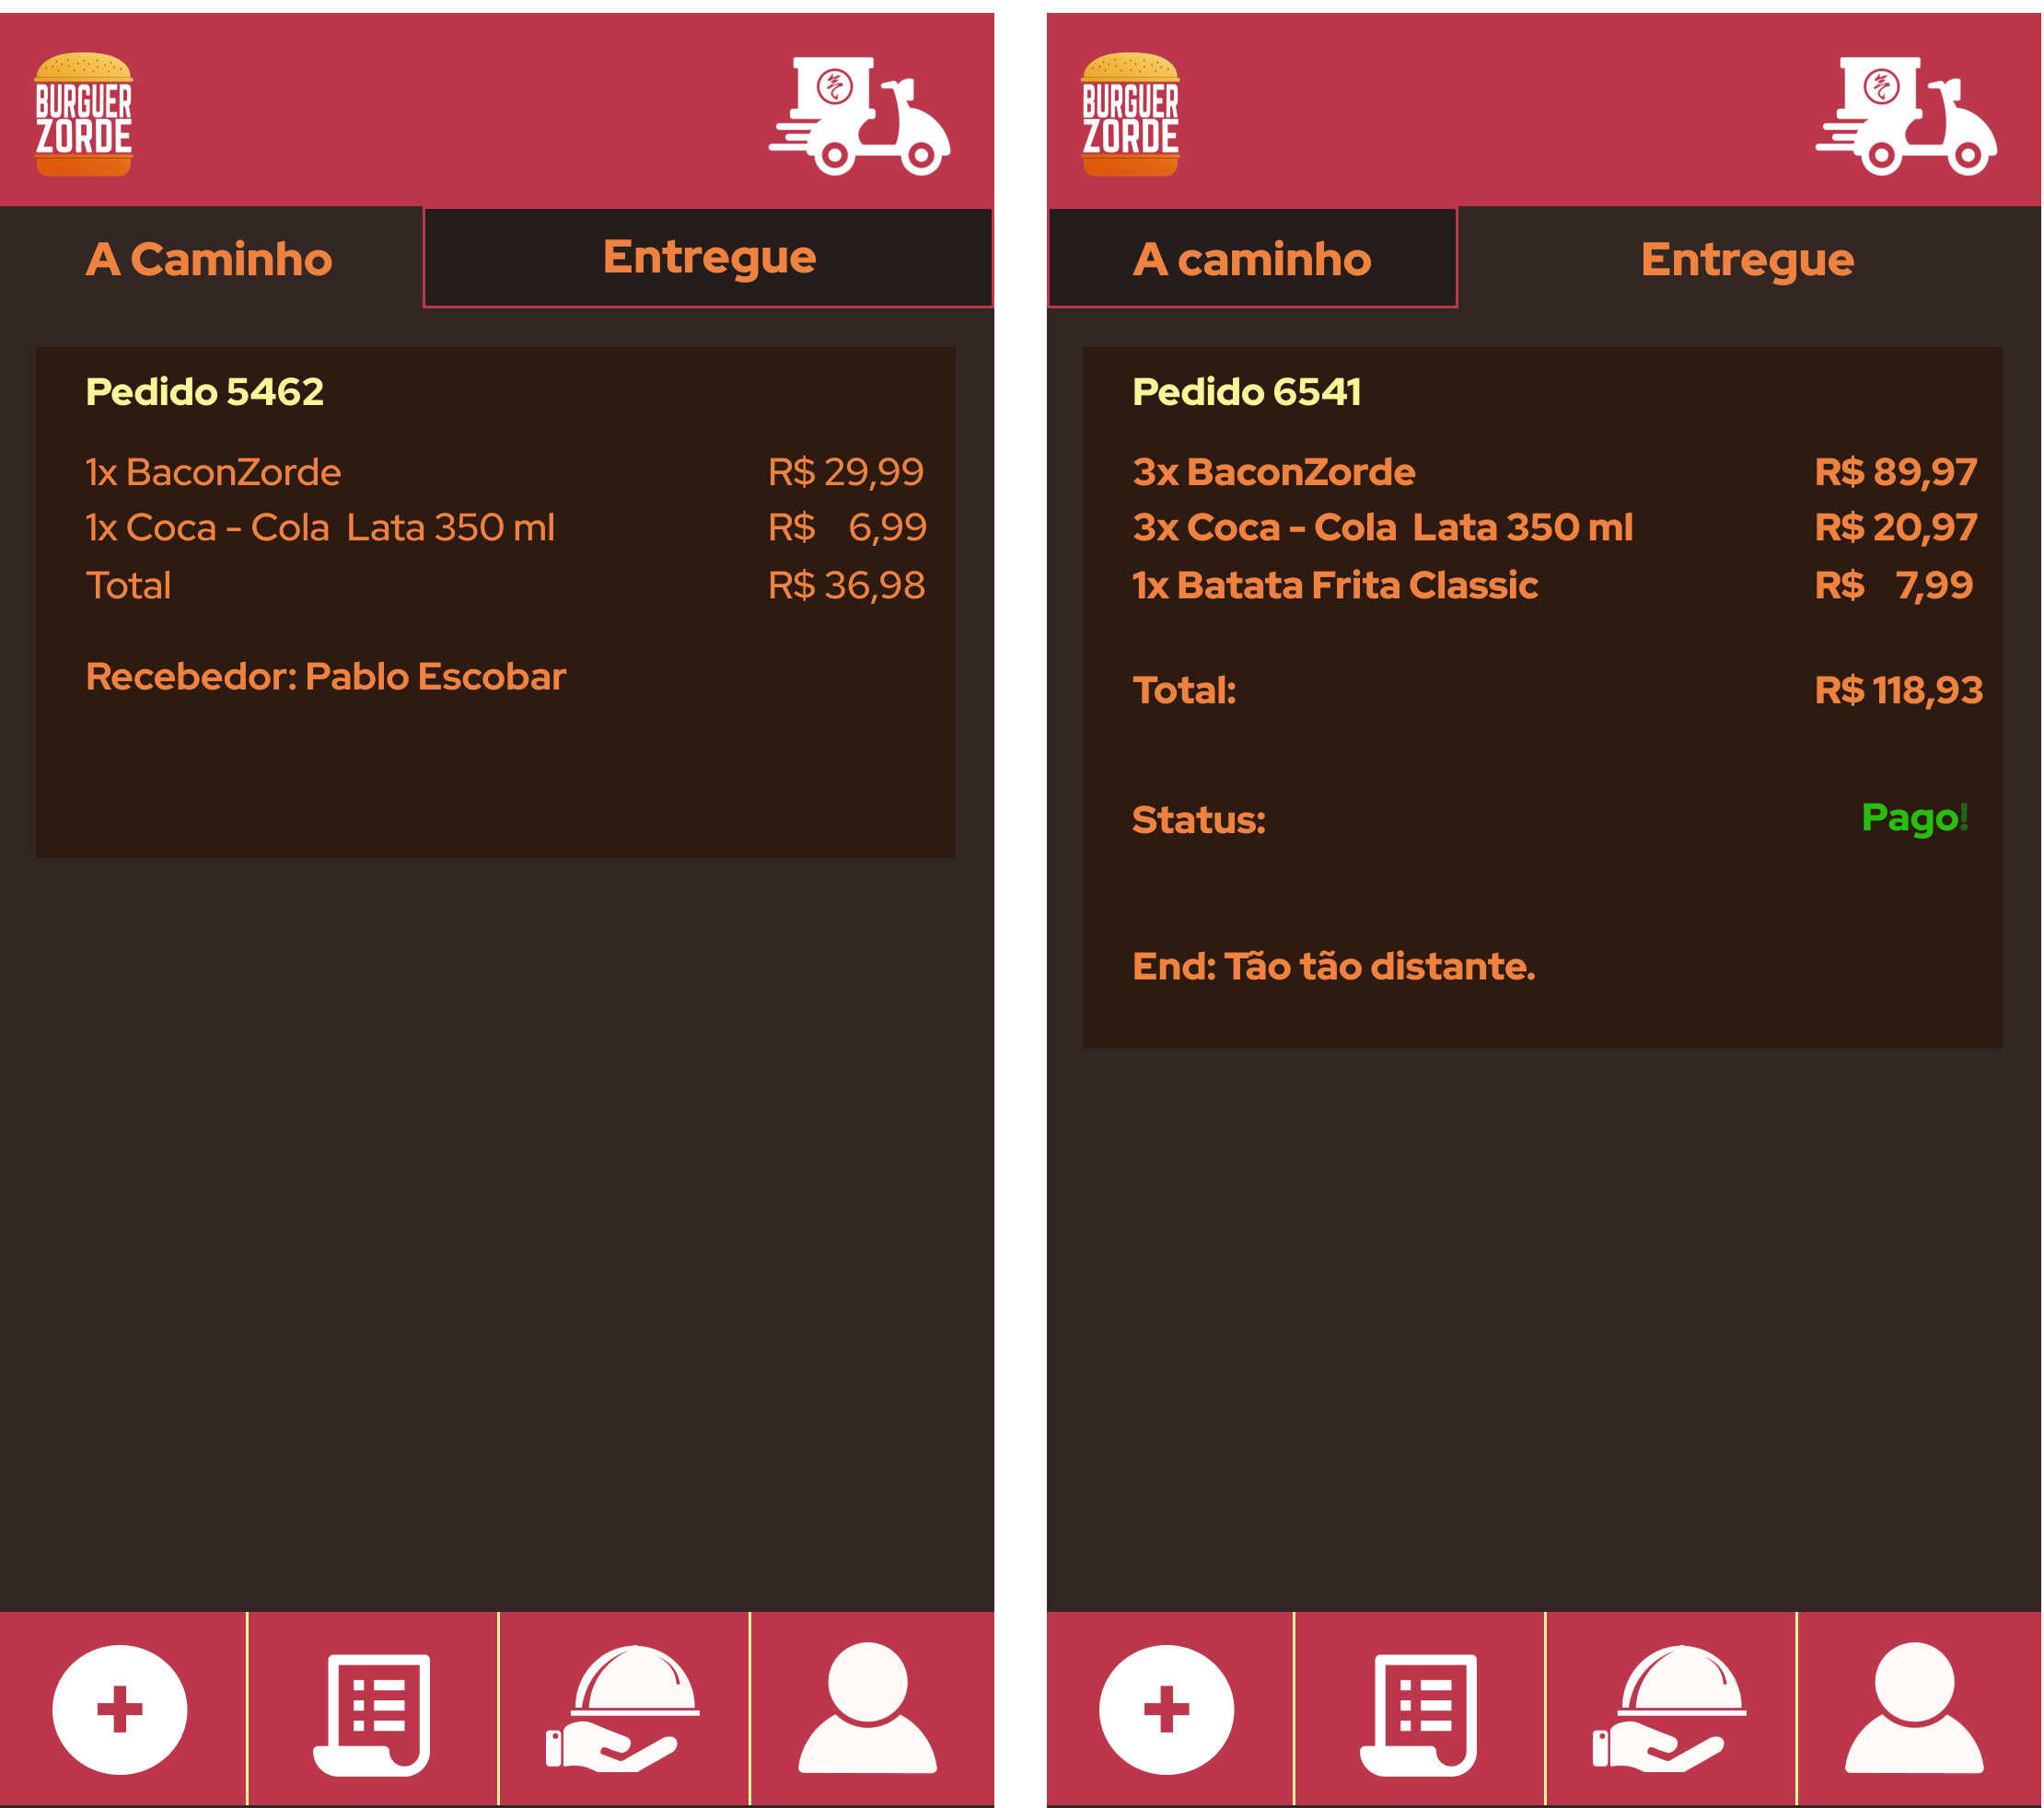 BURGUER
ZORDE
A Caminho
Entregue
Pedido 5462
1x BaconZorde R$ 29,99
1x Coca - Cola Lata 350 ml R$ 6,99
Total R$ 36,98
Recebedor: Pablo Escobar
BURGUER
ZORDE
A caminho
Entregue
Pedido 6541
3x BaconZorde R$ 89,97
3x Coca - Cola Lata 350 ml R$ 20,97
1x Batata Frita Classic R$ 7,99
Total: R$ 118,93
Status: Pago!
End: Tão tão distante.